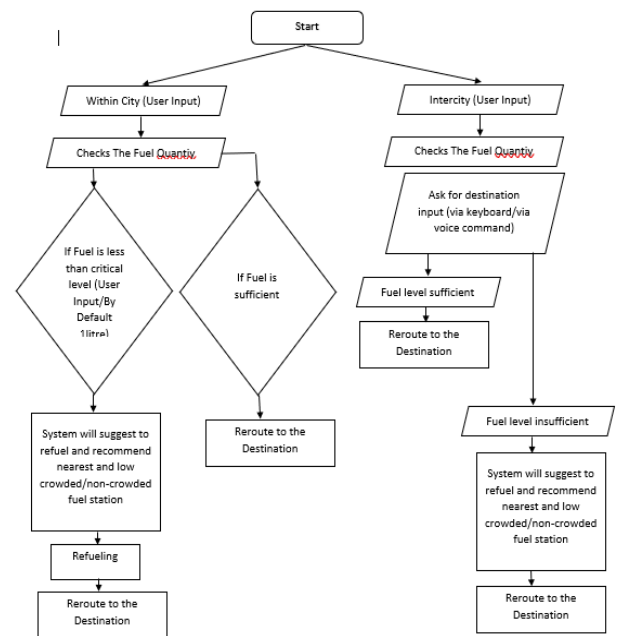 Start
Within City (User Input)
Intercity (User Input)
Checks The Fuel Quantiy
Checks The Fuel Quantiy
Ask for destination
input (via keyboard/via
voice command)
If Fuel is less
than critical
level (User
Input/By
Default
1litre)
If Fuel is
sufficient
Fuel level sufficient
Reroute to the
Destination
System will suggest to
refuel and recommend
nearest and low
crowded/non-crowded
fuel station
Reroute to the
Destination
Fuel level insufficient
System will suggest to
refuel and recommend
nearest and low
crowded/non-crowded
fuel station
Refueling
Reroute to the
Destination
Reroute to the
Destination